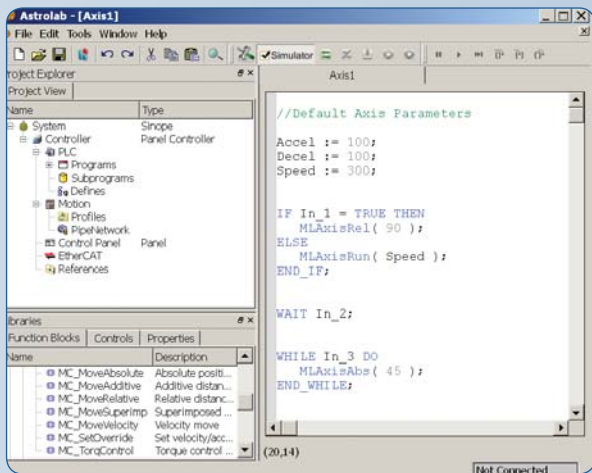 Astrolab - [Axis1]
File Edit Tools Window Help
Simulator
roject Explorer
Project View
Name Type
System Sinope
Controller Panel Controller
PLC
Programs
Subprograms
Defines
Motion
Profiles
PipeNetwork
Control Panel Panel
EtherCAT
References
ibraries
Function Blocks Controls Properties
Name Description
MC_MoveAbsolute Absolute positi...
MC_MoveAdditive Additive distan...
MC_MoveRelative Relative distanc...
MC_MoveSuperimp Superimposed ...
MC_MoveVelocity Velocity move
MC_SetOverride Set velocity/acc...
MC_TorqControl Torque control ...
Axis1
//Default Axis Parameters
Accel := 100;
Decel := 100;
Speed := 300;
IF In_1 = TRUE THEN
MLAxisRel( 90 );
ELSE
MLAxisRun( Speed );
END_IF;
WAIT In_2;
WHILE In_3 DO
MLAxisAbs( 45 );
END_WHILE;
(20,14)
Not Connected